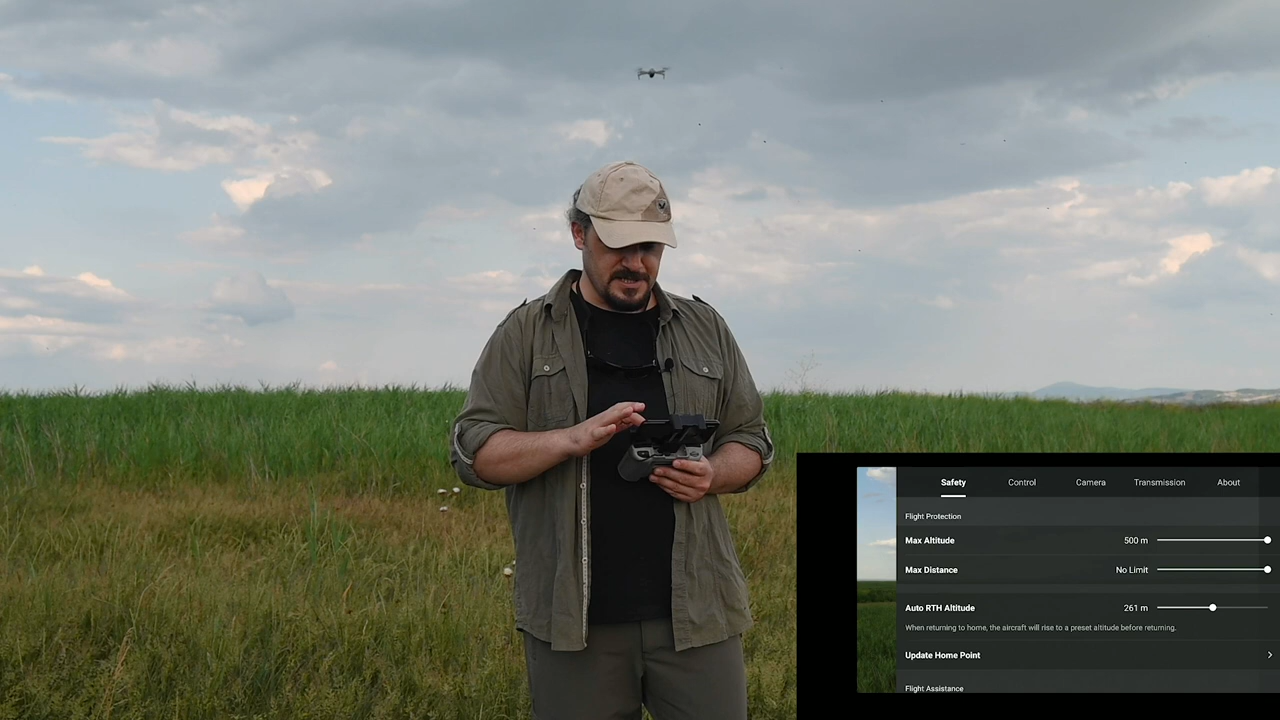 Safety Control Camera Transmission About
Flight Protection
Max Altitude 500 m
Max Distance No Limit
Auto RTH Altitude 261 m
When returning to home, the aircraft will rise to a preset altitude before returning.
Update Home Point
Flight Assistance